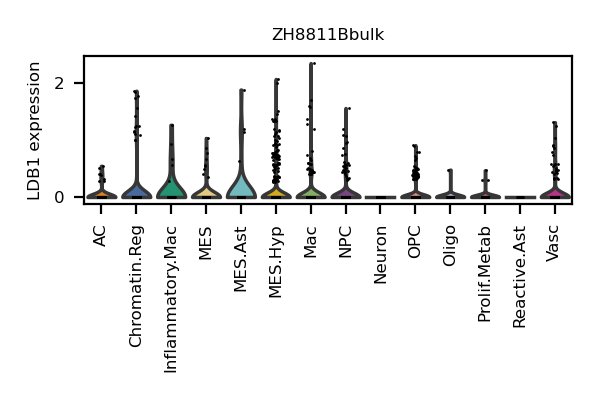 ZH8811Bbulk
LDB1 expression
2
0
AC
Chromatin.Reg
Inflammatory.Mac
MES
MES.Ast
MES.Hyp
Mac
NPC
Neuron
OPC
Oligo
Prolif.Metab
Reactive.Ast
Vasc